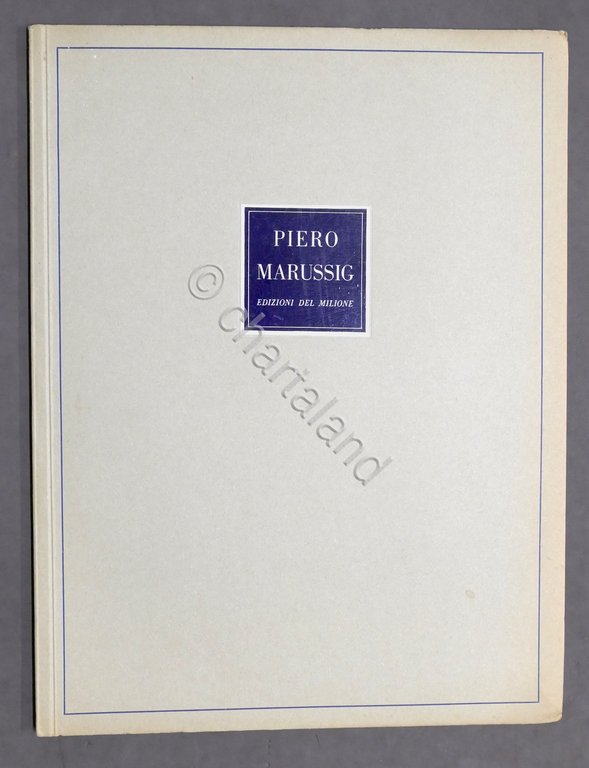 PIERO
MARUSSIG
EDIZIONI DEL MILIONE
© chartaland